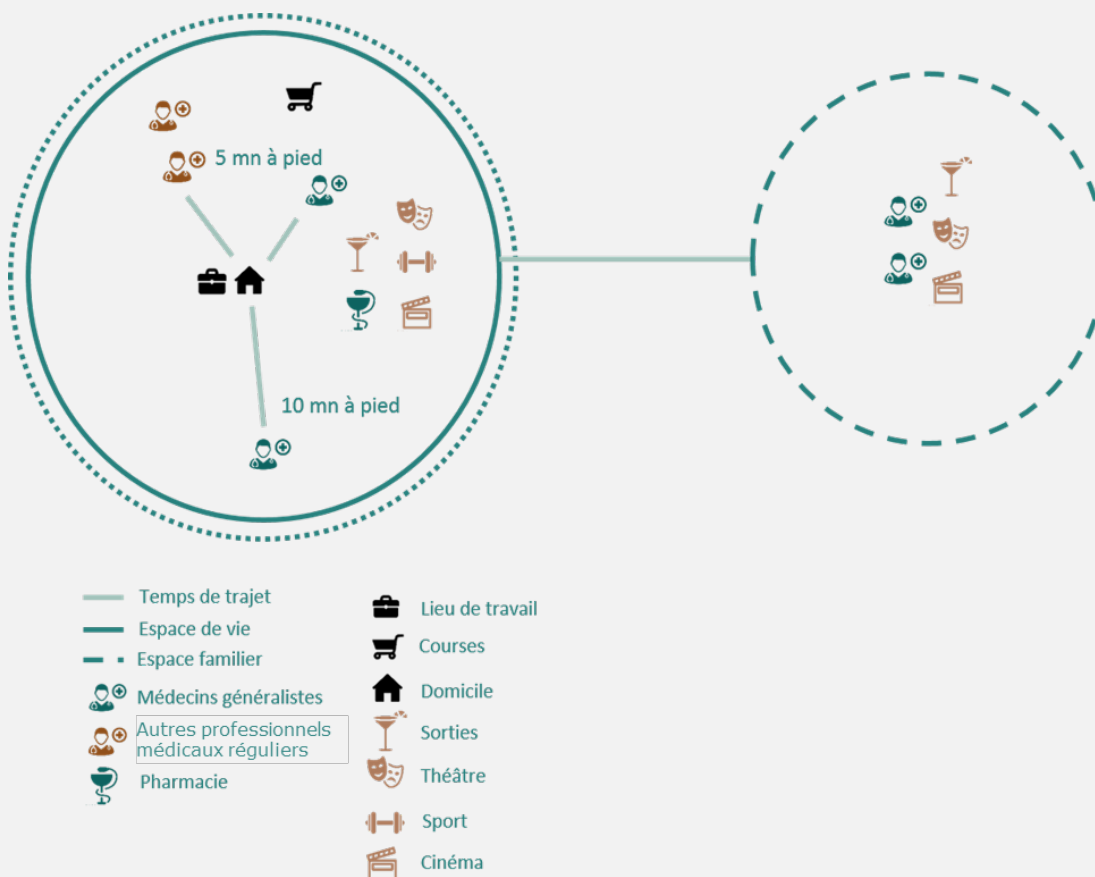 5 mn à pied
10 mn à pied
Temps de trajet
Espace de vie
Espace familier
Médecins généralistes
Autres professionnels
médicaux réguliers
Pharmacie
Lieu de travail
Courses
Domicile
Sorties
Théâtre
Sport
Cinéma